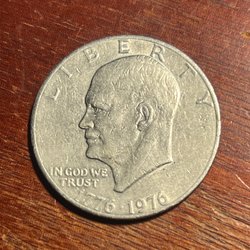 LIBERTY
IN GOD WE
TRUST
1776 · 1976